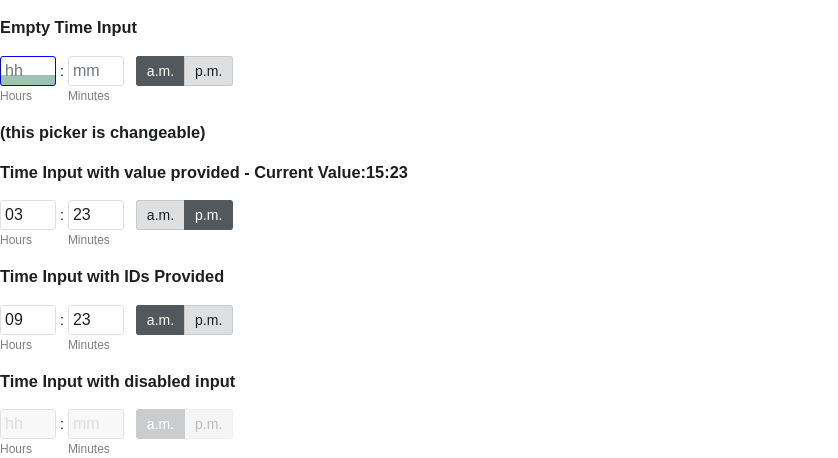 Empty Time Input
hh : mm a.m. p.m.
Hours Minutes
(this picker is changeable)
Time Input with value provided - Current Value:15:23
03 : 23 a.m. p.m.
Hours Minutes
Time Input with IDs Provided
09 : 23 a.m. p.m.
Hours Minutes
Time Input with disabled input
hh : mm a.m. p.m.
Hours Minutes